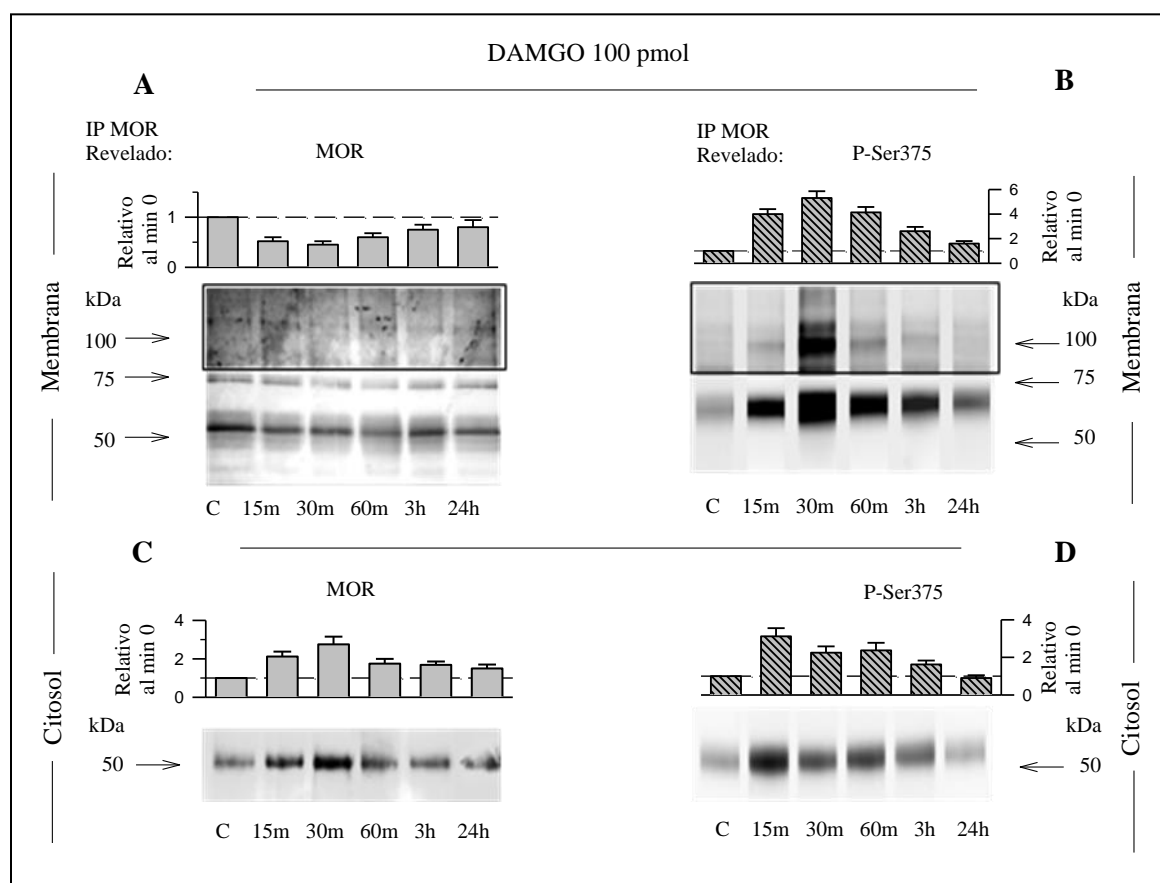 DAMGO 100 pmol
A
B
IP MOR
Revelado:
MOR
IP MOR
Revelado:
P-Ser375
Membrana
Relativo
al min 0
1
0
kDa
100
75
50
C 15m 30m 60m 3h 24h
6
4
2
0
Relativo
al min 0
kDa
100
75
50
Membrana
C 15m 30m 60m 3h 24h
C
D
MOR
P-Ser375
Citosol
Relativo
al min 0
4
2
0
kDa
50
C 15m 30m 60m 3h 24h
4
2
0
Relativo
al min 0
kDa
50
Citosol
C 15m 30m 60m 3h 24h